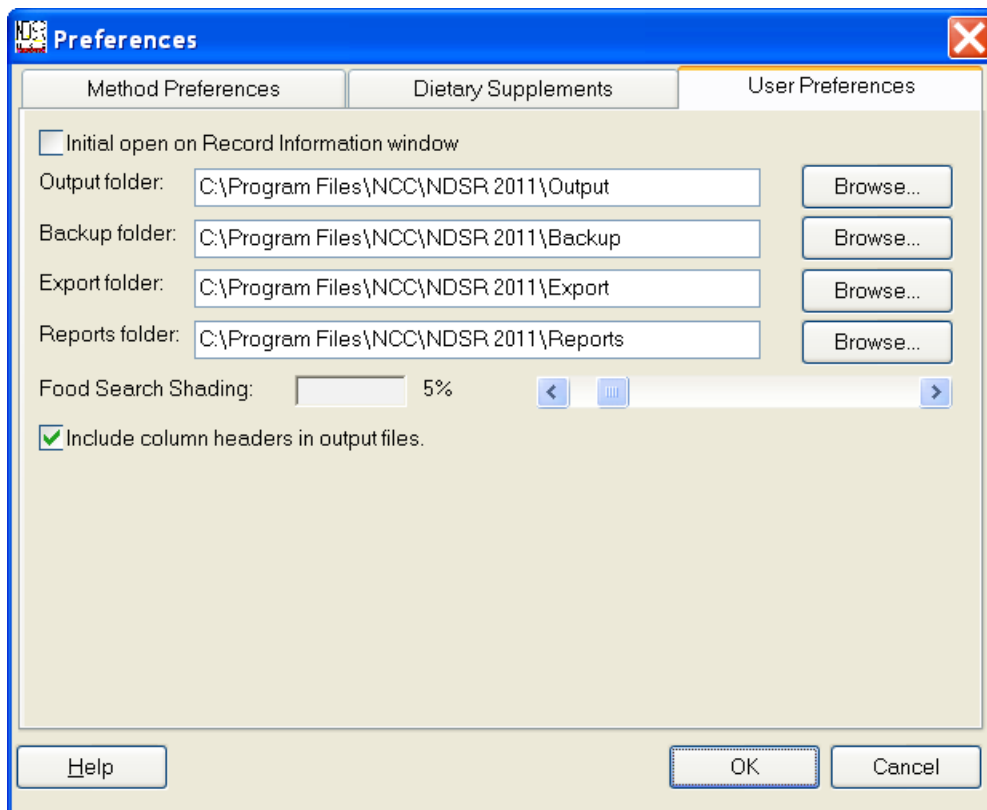 Preferences
Method Preferences Dietary Supplements User Preferences
Initial open on Record Information window
Output folder: C:\Program Files\NCC\NDSR 2011\Output Browse...
Backup folder: C:\Program Files\NCC\NDSR 2011\Backup Browse...
Export folder: C:\Program Files\NCC\NDSR 2011\Export Browse...
Reports folder: C:\Program Files\NCC\NDSR 2011\Reports Browse...
Food Search Shading: 5%
Include column headers in output files.
Help OK Cancel